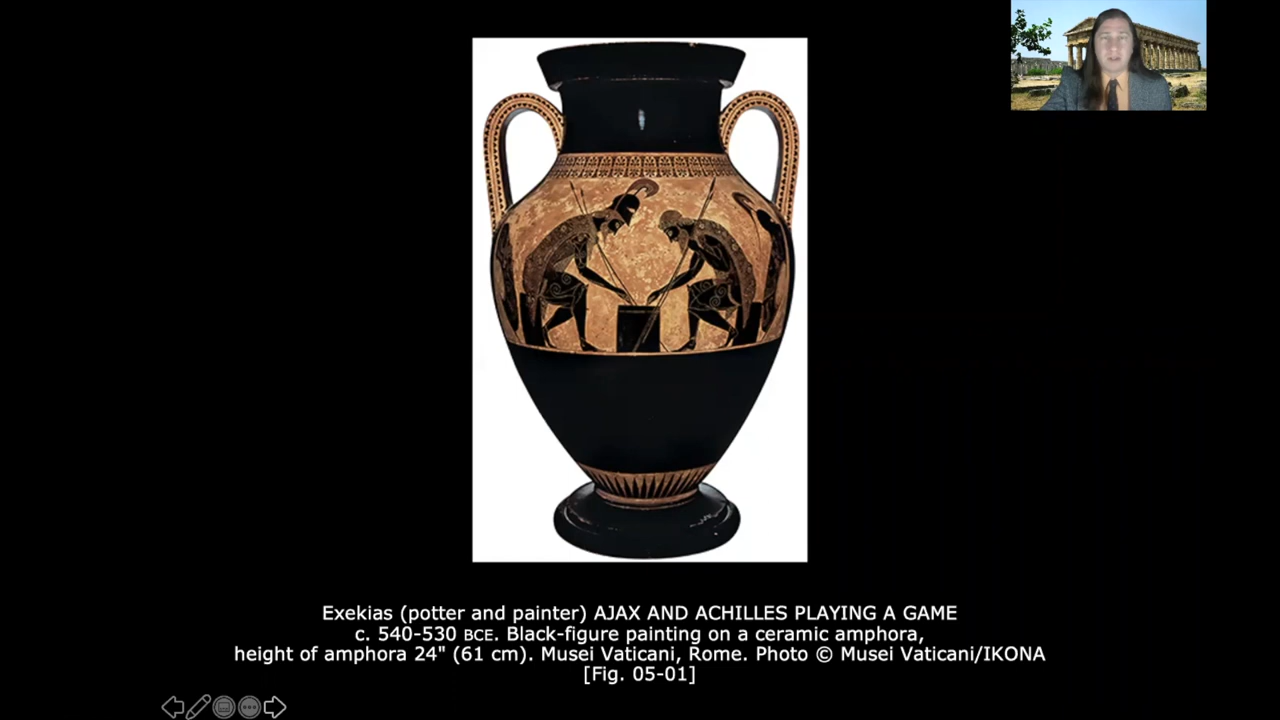 Exekias (potter and painter) AJAX AND ACHILLES PLAYING A GAME
c. 540-530 BCE. Black-figure painting on a ceramic amphora,
height of amphora 24" (61 cm). Musei Vaticani, Rome. Photo © Musei Vaticani/IKONA
[Fig. 05-01]